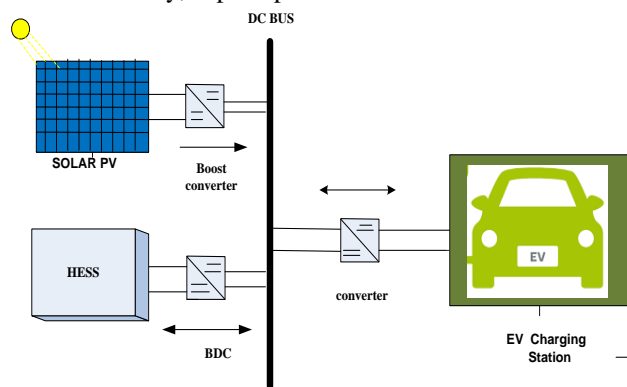 DC BUS
SOLAR PV
Boost
converter
HESS
BDC
converter
EV
EV Charging
Station